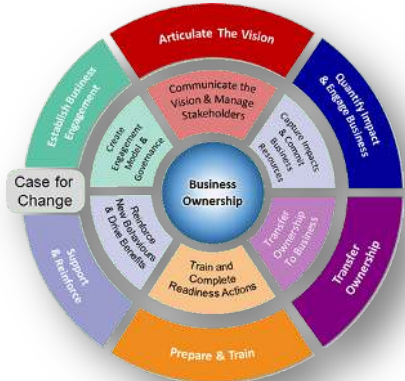 Articulate The Vision
Quantify Impact
& Engage Business
Transfer
Ownership
Prepare & Train
Support
& Reinforce
Case for
Change
Establish Business
Engagement
Communicate the
Vision & Manage
Stakeholders
Capture Impacts
& Commit
Business
Resources
Transfer
Ownership
To Business
Train and
Complete
Readiness Actions
Reinforce
New Behaviours
& Drive Benefits
Create
Engagement
Model &
Governance
Business
Ownership